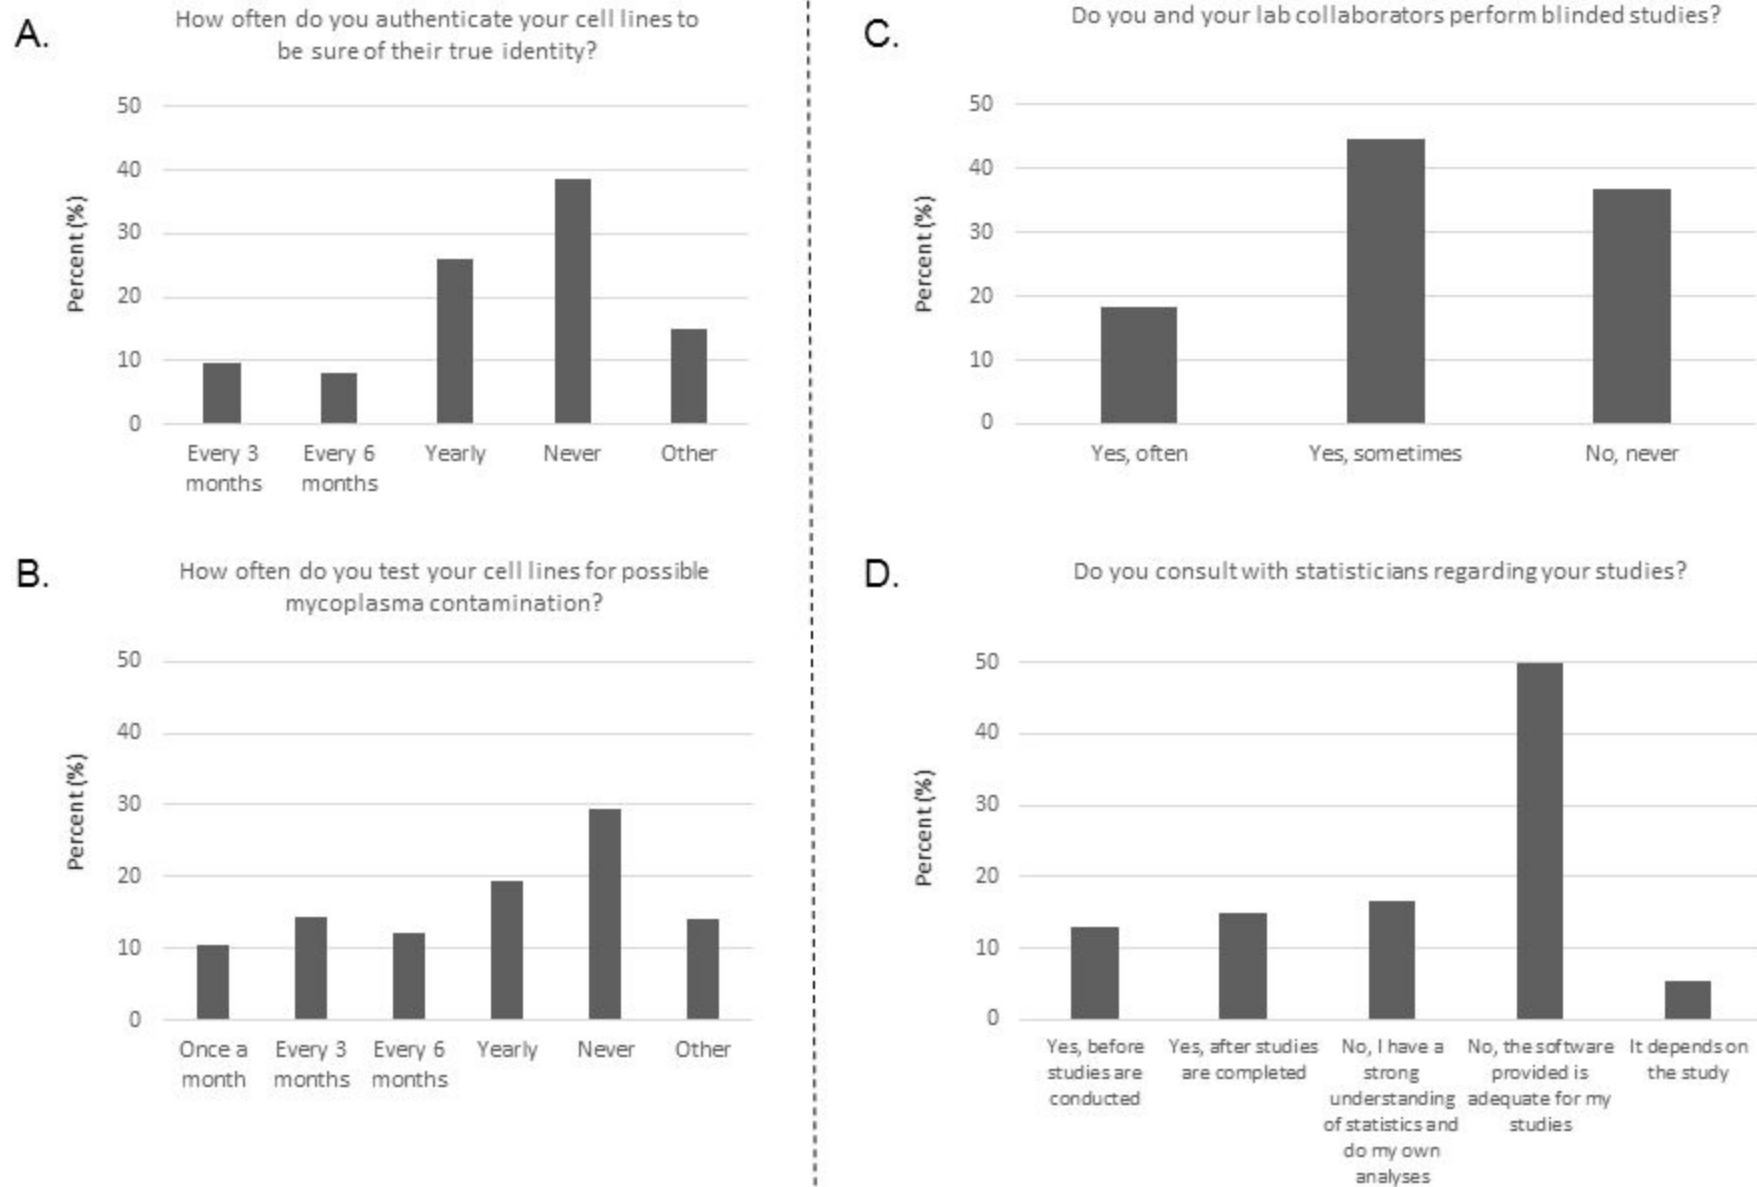 A.
How often do you authenticate your cell lines to
be sure of their true identity?
Percent (%)
50
40
30
20
10
0
Every 3
months
Every 6
months
Yearly
Never
Other
B.
How often do you test your cell lines for possible
mycoplasma contamination?
Percent (%)
50
40
30
20
10
0
Once a
month
Every 3
months
Every 6
months
Yearly
Never
Other
C.
Do you and your lab collaborators perform blinded studies?
Percent (%)
50
40
30
20
10
0
Yes, often
Yes, sometimes
No, never
D.
Do you consult with statisticians regarding your studies?
Percent (%)
50
40
30
20
10
0
Yes, before
studies are
conducted
Yes, after studies
are completed
No, I have a
strong
understanding
of statistics and
do my own
analyses
No, the software
provided is
adequate for my
studies
It depends on
the study